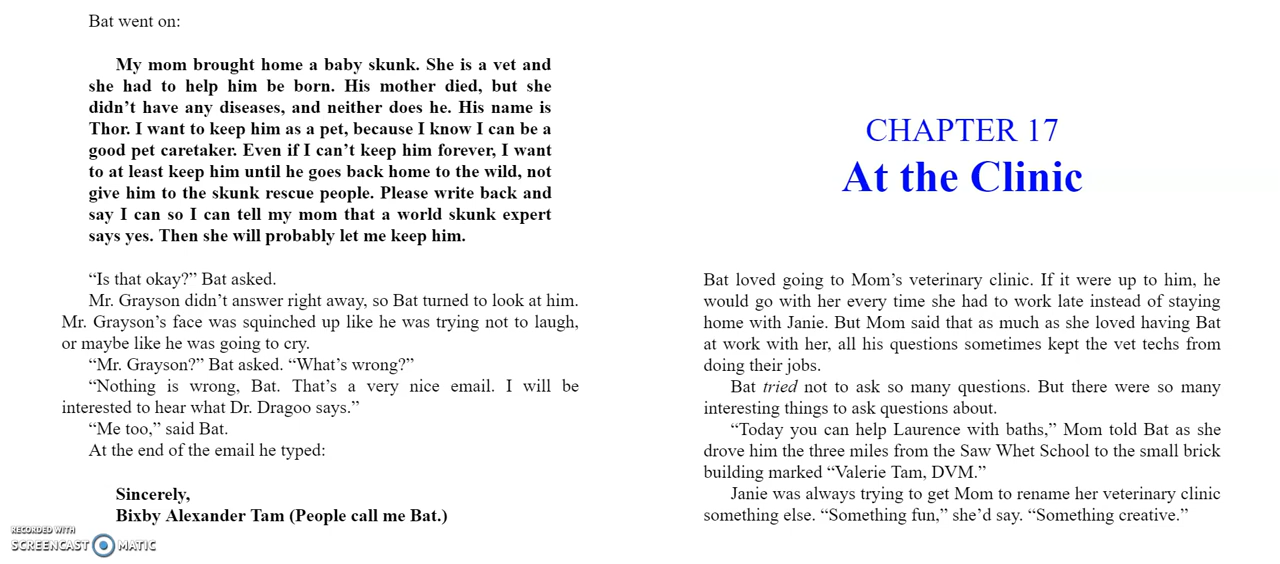 Bat went on:
My mom brought home a baby skunk. She is a vet and
she had to help him be born. His mother died, but she
didn’t have any diseases, and neither does he. His name is
Thor. I want to keep him as a pet, because I know I can be a
good pet caretaker. Even if I can’t keep him forever, I want
to at least keep him until he goes back home to the wild, not
give him to the skunk rescue people. Please write back and
say I can so I can tell my mom that a world skunk expert
says yes. Then she will probably let me keep him.
“Is that okay?” Bat asked.
Mr. Grayson didn’t answer right away, so Bat turned to look at him.
Mr. Grayson’s face was squinched up like he was trying not to laugh,
or maybe like he was going to cry.
“Mr. Grayson?” Bat asked. “What’s wrong?”
“Nothing is wrong, Bat. That’s a very nice email. I will be
interested to hear what Dr. Dragoo says.”
“Me too,” said Bat.
At the end of the email he typed:
Sincerely,
Bixby Alexander Tam (People call me Bat.)
RECORDED WITH
SCREENCAST MATIC
CHAPTER 17
At the Clinic
Bat loved going to Mom’s veterinary clinic. If it were up to him, he
would go with her every time she had to work late instead of staying
home with Janie. But Mom said that as much as she loved having Bat
at work with her, all his questions sometimes kept the vet techs from
doing their jobs.
Bat tried not to ask so many questions. But there were so many
interesting things to ask questions about.
“Today you can help Laurence with baths,” Mom told Bat as she
drove him the three miles from the Saw Whet School to the small brick
building marked “Valerie Tam, DVM.”
Janie was always trying to get Mom to rename her veterinary clinic
something else. “Something fun,” she’d say. “Something creative.”